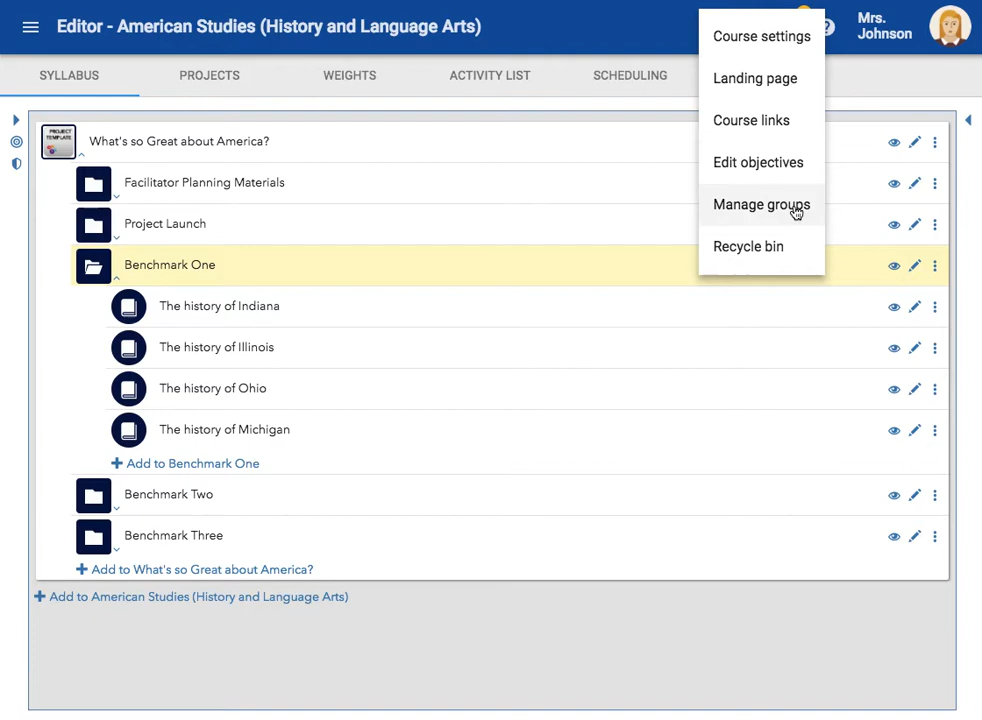 Editor - American Studies (History and Language Arts)
?
Mrs.
Johnson
SYLLABUS
PROJECTS
WEIGHTS
ACTIVITY LIST
SCHEDULING
Course settings
Landing page
Course links
Edit objectives
Manage groups
Recycle bin
PROJECT
TEMPLATE
What's so Great about America?
Facilitator Planning Materials
Project Launch
Benchmark One
The history of Indiana
The history of Illinois
The history of Ohio
The history of Michigan
+ Add to Benchmark One
Benchmark Two
Benchmark Three
+ Add to What's so Great about America?
+ Add to American Studies (History and Language Arts)